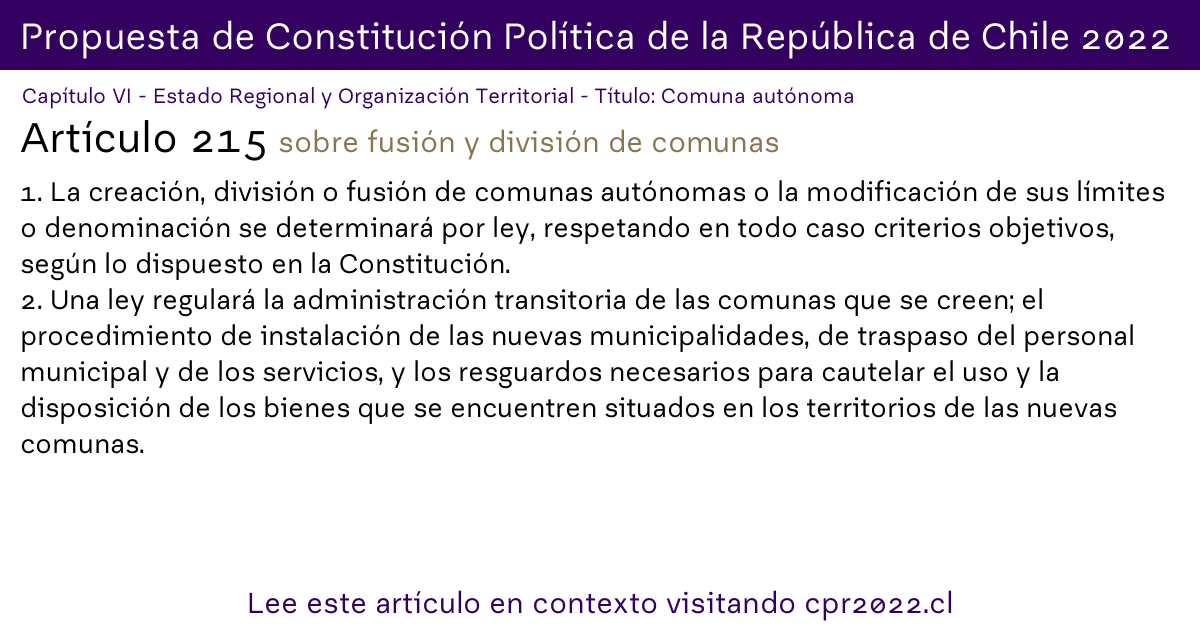 Propuesta de Constitución Política de la República de Chile 2022
Capítulo VI - Estado Regional y Organización Territorial - Título: Comuna autónoma
Artículo 215 sobre fusión y división de comunas
1. La creación, división o fusión de comunas autónomas o la modificación de sus límites
o denominación se determinará por ley, respetando en todo caso criterios objetivos,
según lo dispuesto en la Constitución.
2. Una ley regulará la administración transitoria de las comunas que se creen; el
procedimiento de instalación de las nuevas municipalidades, de traspaso del personal
municipal y de los servicios, y los resguardos necesarios para cautelar el uso y la
disposición de los bienes que se encuentren situados en los territorios de las nuevas
comunas.
Lee este artículo en contexto visitando cpr2022.cl